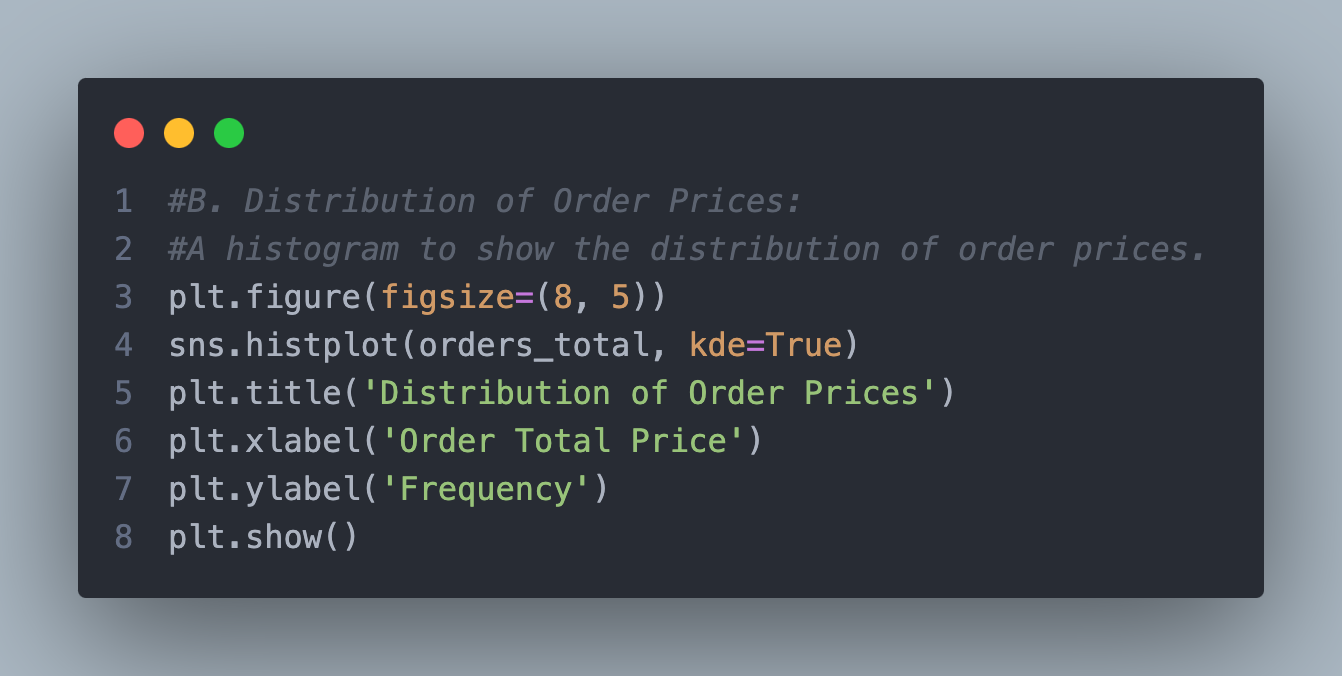 1 #B. Distribution of Order Prices:
2 #A histogram to show the distribution of order prices.
3 plt.figure(figsize=(8, 5))
4 sns.histplot(orders_total, kde=True)
5 plt.title('Distribution of Order Prices')
6 plt.xlabel('Order Total Price')
7 plt.ylabel('Frequency')
8 plt.show()